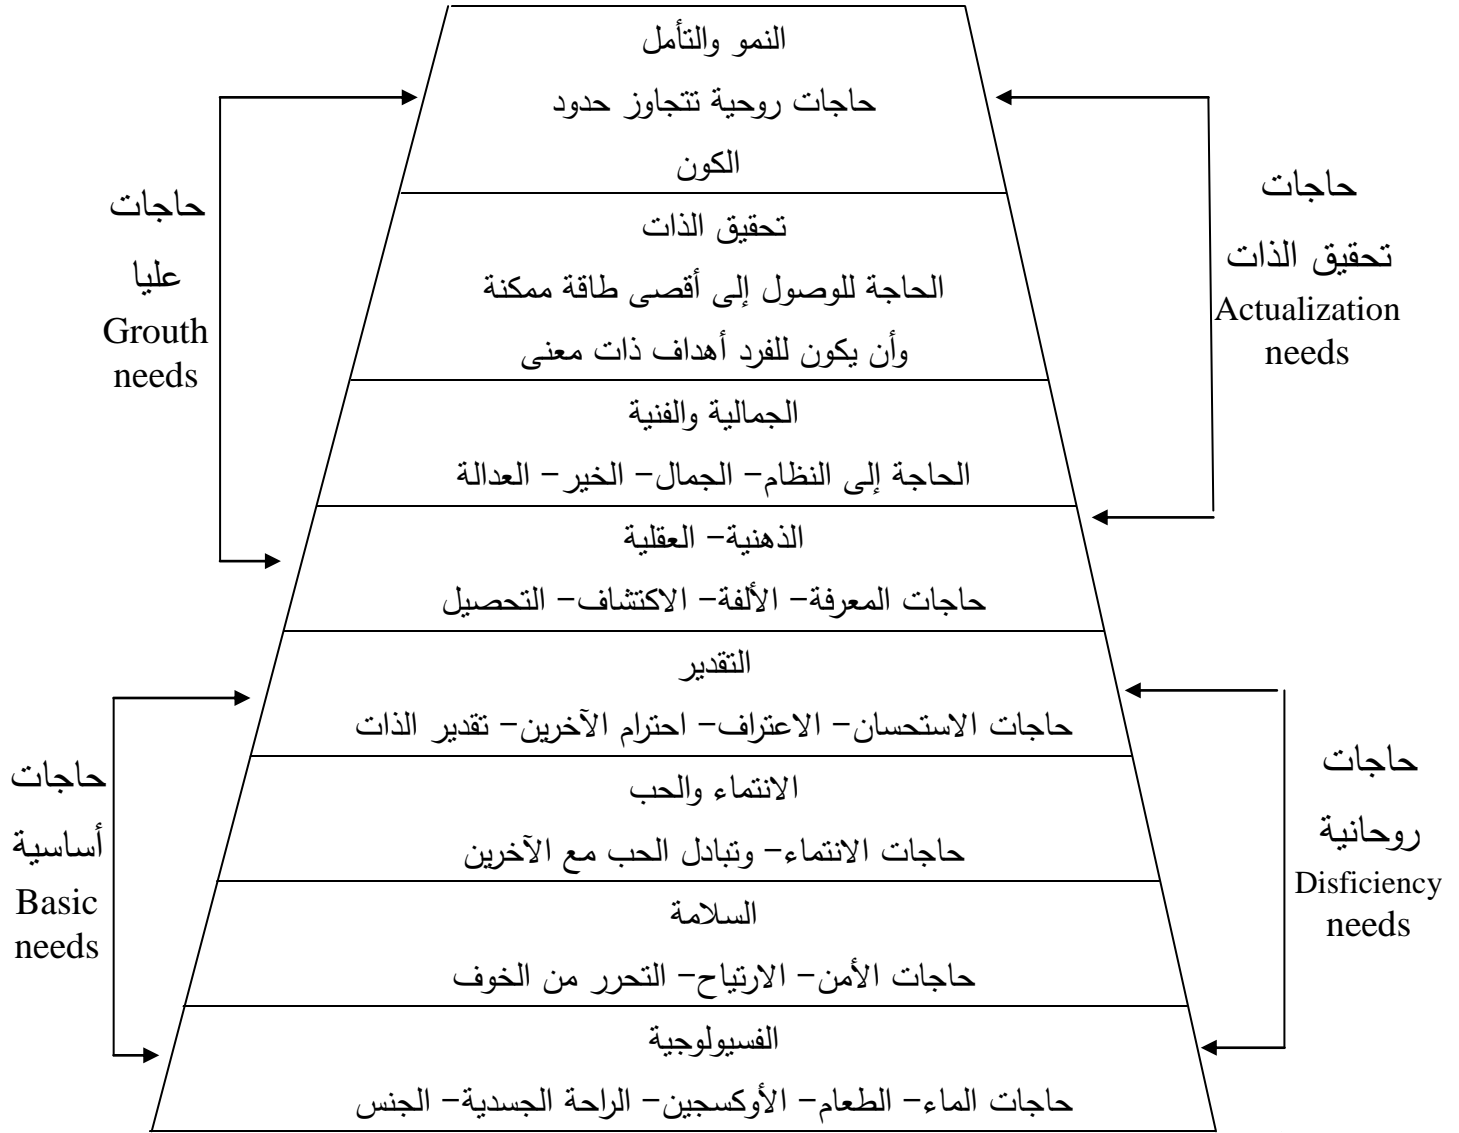 النمو والتأمل
حاجات روحية تتجاوز حدود
الكون
تحقيق الذات
الحاجة للوصول إلى أقصى طاقة ممكنة
وأن يكون للفرد أهداف ذات معنى
الجمالية والفنية
الحاجة إلى النظام– الجمال– الخير– العدالة
الذهنية– العقلية
حاجات المعرفة– الألفة– الاكتشاف– التحصيل
التقدير
حاجات الاستحسان– الاعتراف– احترام الآخرين– تقدير الذات
الانتماء والحب
حاجات الانتماء– وتبادل الحب مع الآخرين
السلامة
حاجات الأمن– الارتياح– التحرر من الخوف
الفسيولوجية
حاجات الماء– الطعام– الأوكسجين– الراحة الجسدية– الجنس
حاجات
تحقيق الذات
Actualization
needs
حاجات
روحانية
Disficiency
needs
حاجات
عليا
Grouth
needs
حاجات
أساسية
Basic
needs